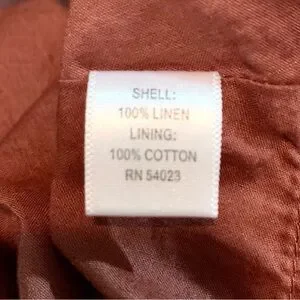 SHELL:
100% LINEN
LINING:
100% COTTON
RN 54023